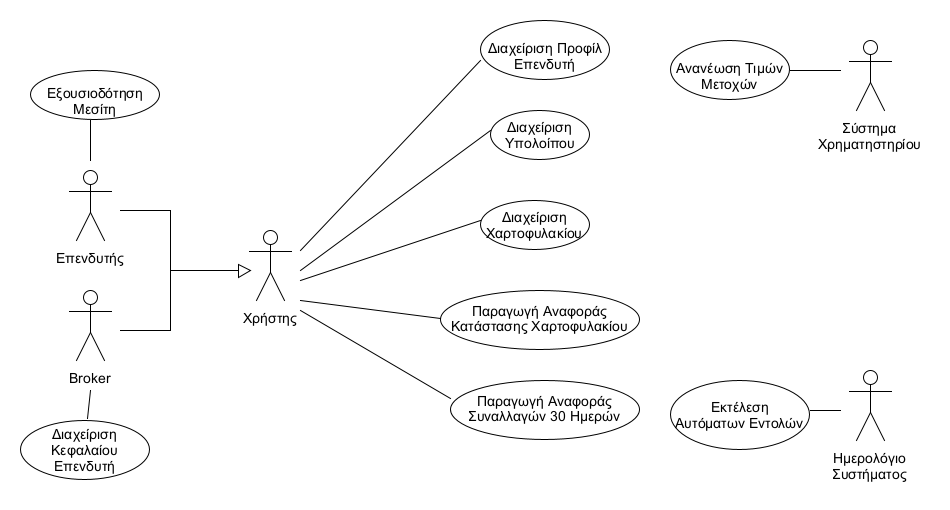 Διαχείριση Προφίλ
Επενδυτή
Ανανέωση Τιμών
Μετοχών
Σύστημα
Χρηματηστηρίου
Εξουσιοδότηση
Μεσίτη
Διαχείριση
Υπολοίπου
Επενδυτής
Διαχείριση
Χαρτοφυλακίου
Χρήστης
Παραγωγή Αναφοράς
Κατάστασης Χαρτοφυλακίου
Broker
Παραγωγή Αναφοράς
Συναλλαγών 30 Ημερών
Εκτέλεση
Αυτόματων Εντολών
Ημερολόγιο
Συστήματος
Διαχείριση
Κεφαλαίου
Επενδυτή